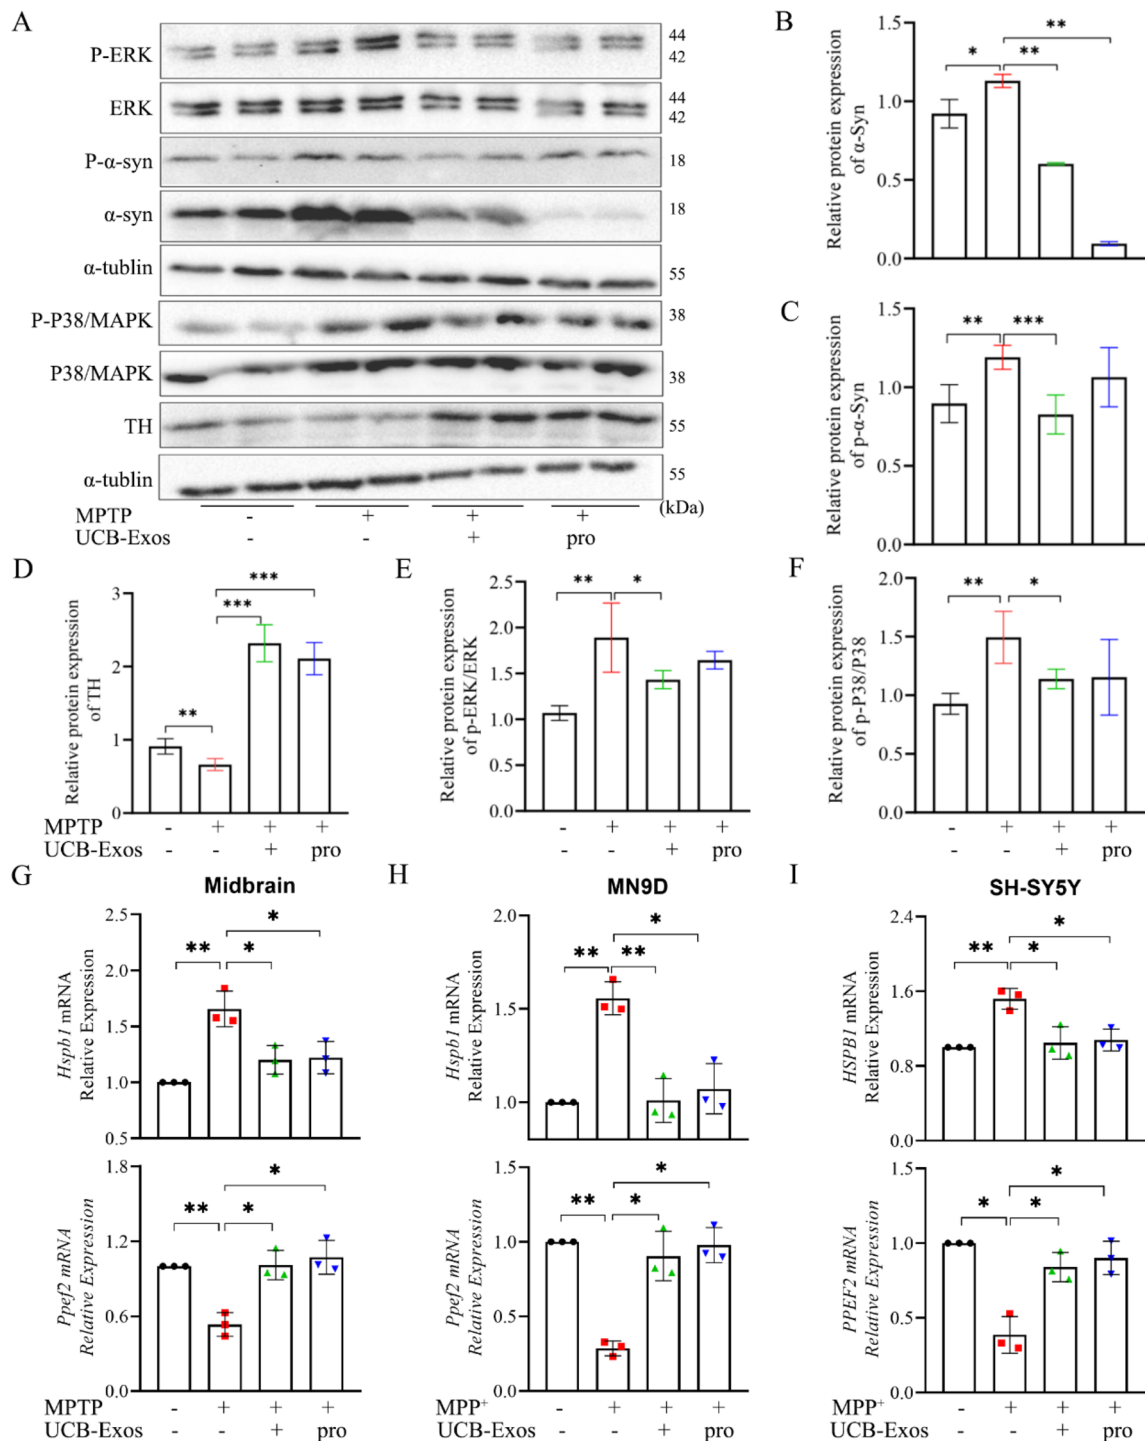 A
P-ERK
44
42
ERK
44
42
P-α-syn
18
α-syn
18
α-tublin
55
P-P38/MAPK
38
P38/MAPK
38
TH
55
α-tublin
55
(kDa)
MPTP - + + +
UCB-Exos - - + pro
B
Relative protein expression
of α-Syn
1.5
1.0
0.5
0.0
* ** **
C
Relative protein expression
of p-α-Syn
1.5
1.0
0.5
0.0
** ***
D
Relative protein expression
of TH
3
2
1
0
** *** ***
MPTP - + + +
UCB-Exos - - + pro
E
Relative protein expression
of p-ERK/ERK
2.5
2.0
1.5
1.0
0.5
0.0
** *
- + + +
- - + pro
F
Relative protein expression
of p-P38/P38
2.0
1.5
1.0
0.5
0.0
** *
- + + +
- - + pro
G
Midbrain
Hspb1 mRNA
Relative Expression
2.5
2.0
1.5
1.0
0.5
** * *
Ppef2 mRNA
Relative Expression
1.8
1.2
0.6
0.0
** * *
MPTP - + + +
UCB-Exos - - + pro
H
MN9D
Hspb1 mRNA
Relative Expression
2.0
1.5
1.0
** ** *
Ppef2 mRNA
Relative Expression
1.5
1.0
0.5
0.0
** * *
MPP+ - + + +
UCB-Exos - - + pro
I
SH-SY5Y
HSPB1 mRNA
Relative Expression
2.4
1.6
0.8
0.0
** * *
PPEF2 mRNA
Relative Expression
1.5
1.0
0.5
0.0
* * *
MPP+ - + + +
UCB-Exos - - + pro